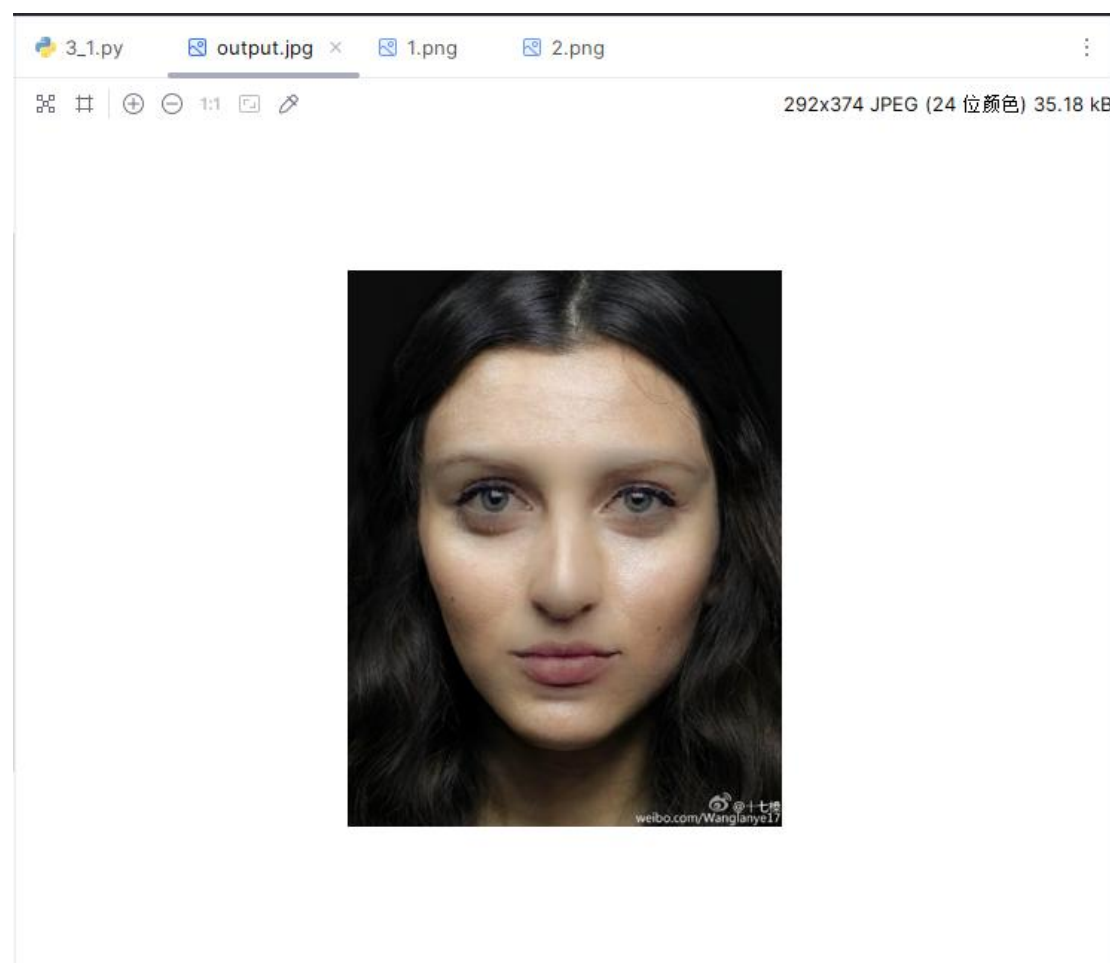 3_1.py output.jpg 1.png 2.png
1:1 292x374 JPEG (24 位颜色) 35.18 kB
@十七楼
weibo.com/Wanglanye17